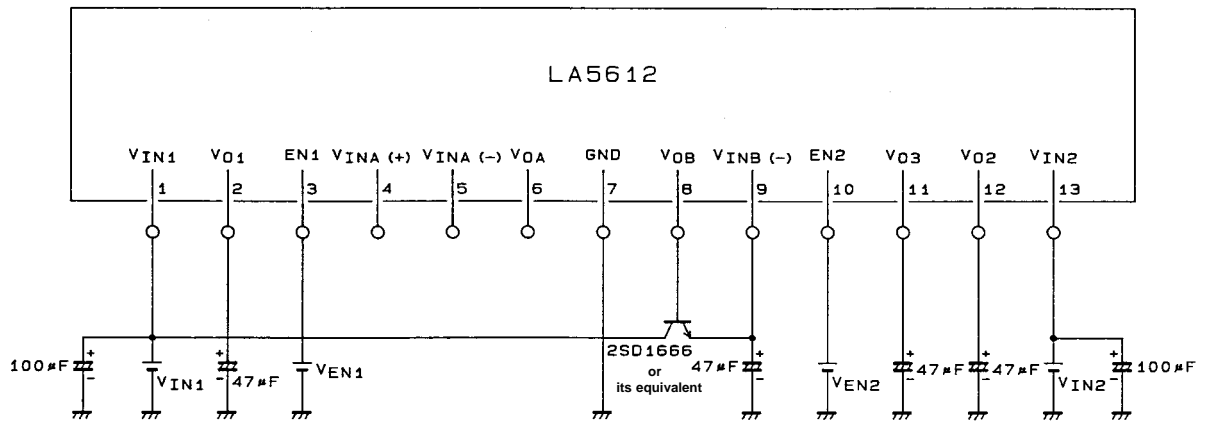 LA5612
VIN1 VO1 EN1 VINA (+) VINA (-) VOA GND VOB VINB (-) EN2 VO3 VO2 VIN2
1 2 3 4 5 6 7 8 9 10 11 12 13
+ + + + + + +
100μF - VIN1 - 47μF VEN1 2SD1666 47μF - VEN2 - 47μF - 47μF VIN2 - 100μF
or
its equivalent